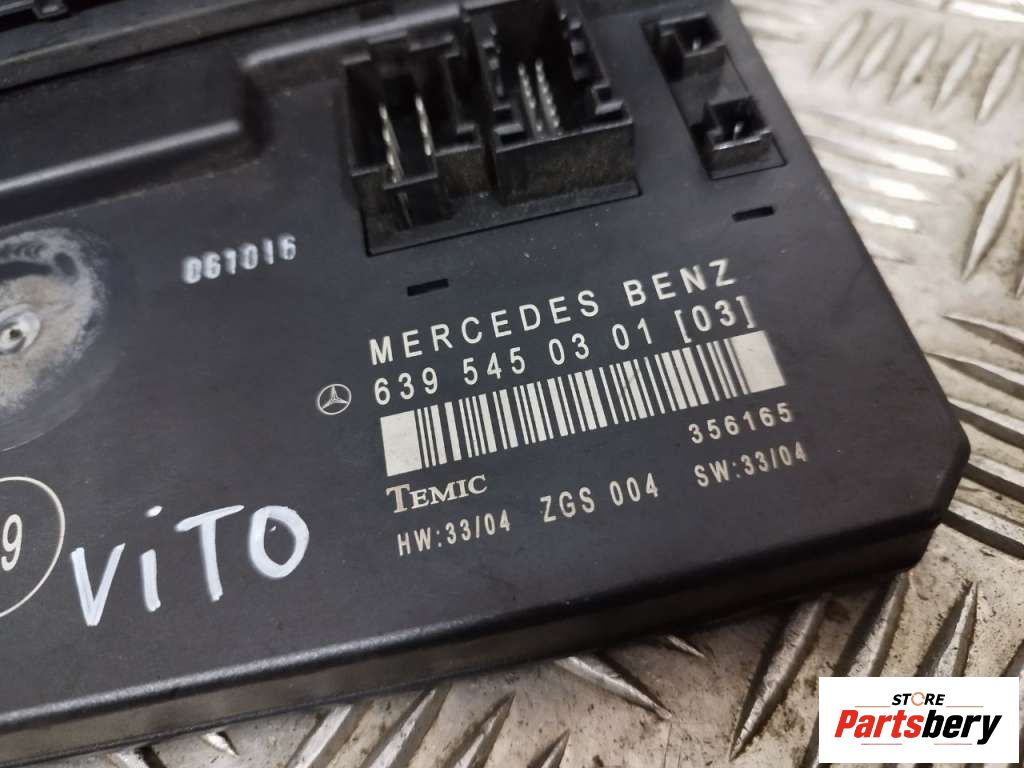 061016
MERCEDES BENZ
639 545 03 01 [03]
356165
TEMIC
HW:33/04 ZGS 004 SW:33/04
9
ViTO
STORE
Partsbery